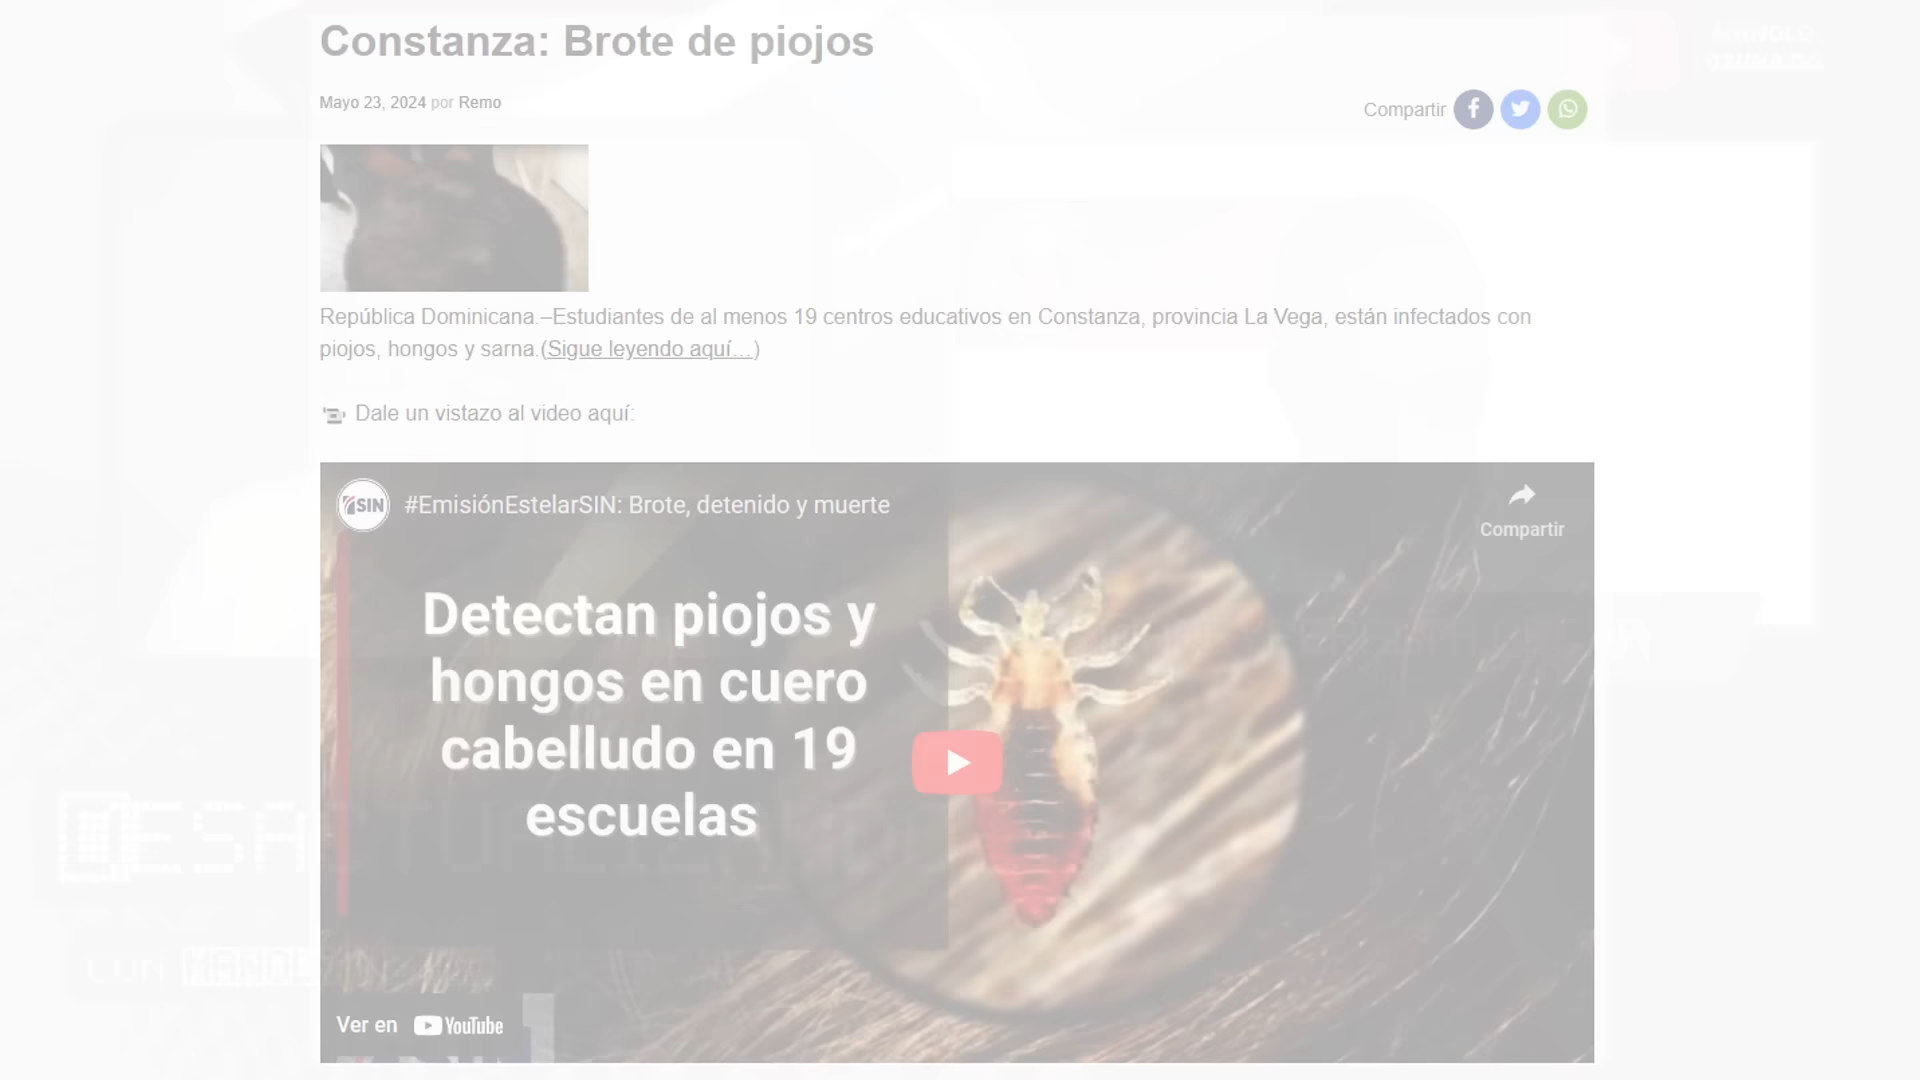 Constanza: Brote de piojos
Mayo 23, 2024 por Remo
Compartir
República Dominicana.–Estudiantes de al menos 19 centros educativos en Constanza, provincia La Vega, están infectados con
piojos, hongos y sarna.(Sigue leyendo aquí…)
Dale un vistazo al video aquí:
SIN
#EmisiónEstelarSIN: Brote, detenido y muerte
Compartir
Detectan piojos y
hongos en cuero
cabelludo en 19
escuelas
Ver en YouTube